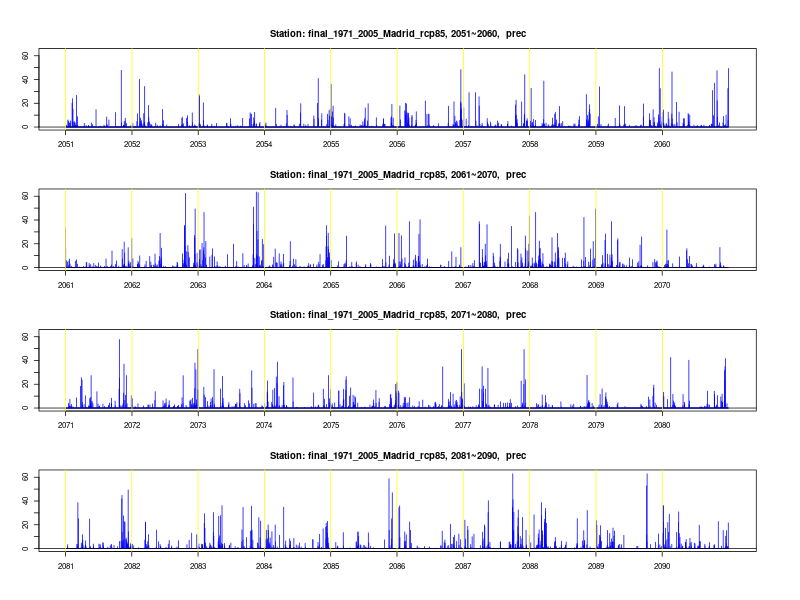 Station: final_1971_2005_Madrid_rcp85, 2051~2060, prec
60
40
20
0
2051 2052 2053 2054 2055 2056 2057 2058 2059 2060
Station: final_1971_2005_Madrid_rcp85, 2061~2070, prec
60
40
20
0
2061 2062 2063 2064 2065 2066 2067 2068 2069 2070
Station: final_1971_2005_Madrid_rcp85, 2071~2080, prec
60
40
20
0
2071 2072 2073 2074 2075 2076 2077 2078 2079 2080
Station: final_1971_2005_Madrid_rcp85, 2081~2090, prec
60
40
20
0
2081 2082 2083 2084 2085 2086 2087 2088 2089 2090